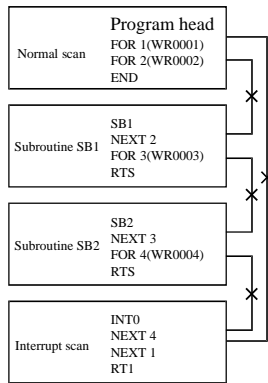 Program head
Normal scan
FOR 1(WR0001)
FOR 2(WR0002)
END
Subroutine SB1
SB1
NEXT 2
FOR 3(WR0003)
RTS
Subroutine SB2
SB2
NEXT 3
FOR 4(WR0004)
RTS
Interrupt scan
INT0
NEXT 4
NEXT 1
RT1